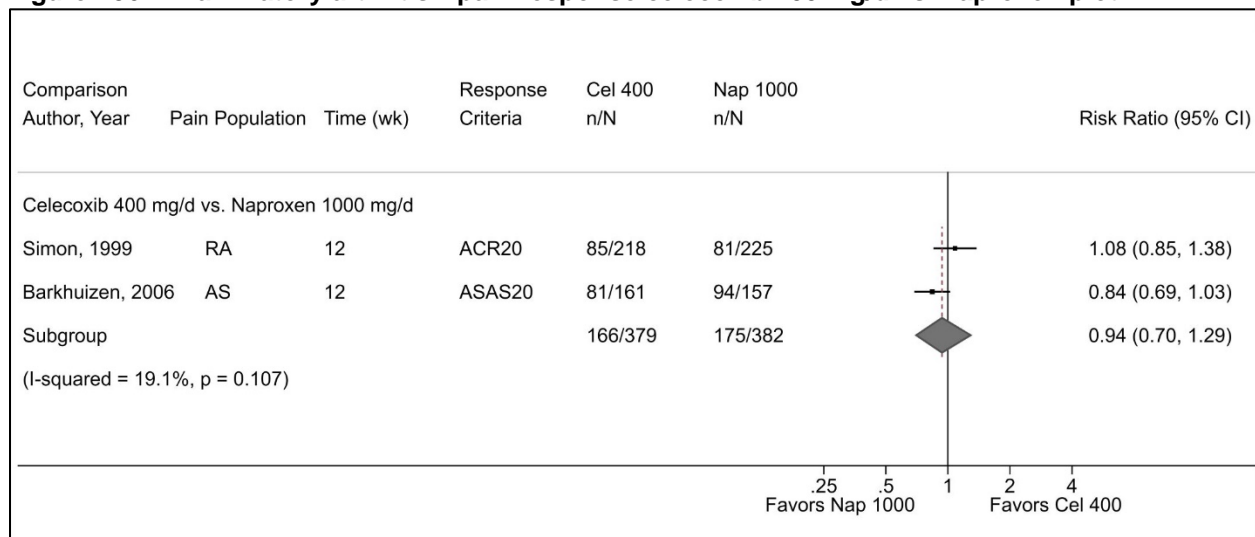 Comparison Response Cel 400 Nap 1000
Author, Year Pain Population Time (wk) Criteria n/N n/N Risk Ratio (95% CI)
Celecoxib 400 mg/d vs. Naproxen 1000 mg/d
Simon, 1999 RA 12 ACR20 85/218 81/225 1.08 (0.85, 1.38)
Barkhuizen, 2006 AS 12 ASAS20 81/161 94/157 0.84 (0.69, 1.03)
Subgroup 166/379 175/382 0.94 (0.70, 1.29)
(I-squared = 19.1%, p = 0.107)
.25 .5 1 2 4
Favors Nap 1000 Favors Cel 400